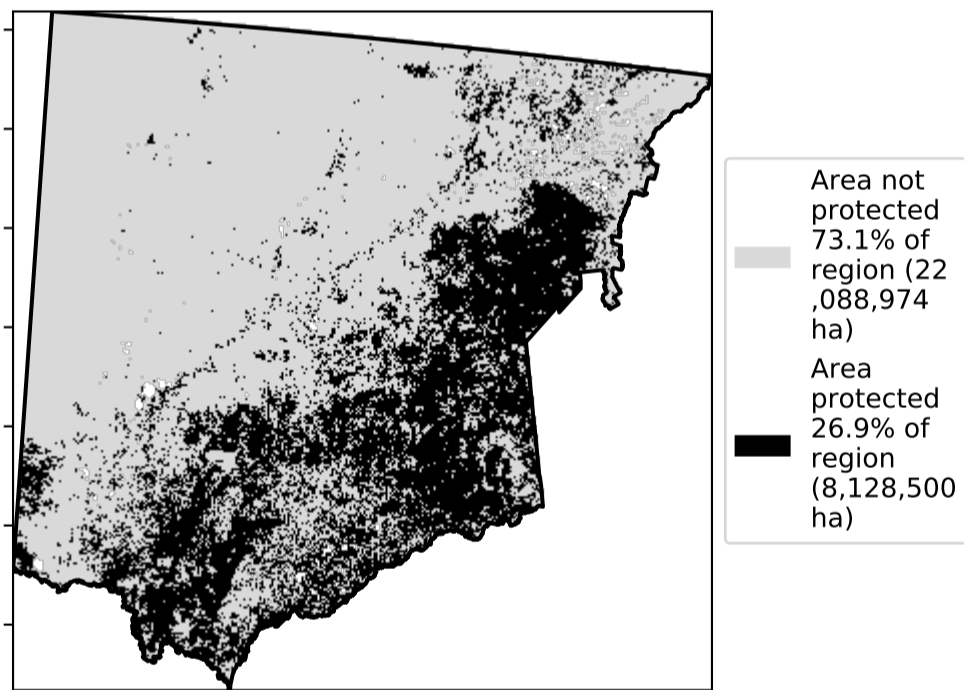 Area not
protected
73.1% of
region (22
,088,974
ha)
Area
protected
26.9% of
region
(8,128,500
ha)